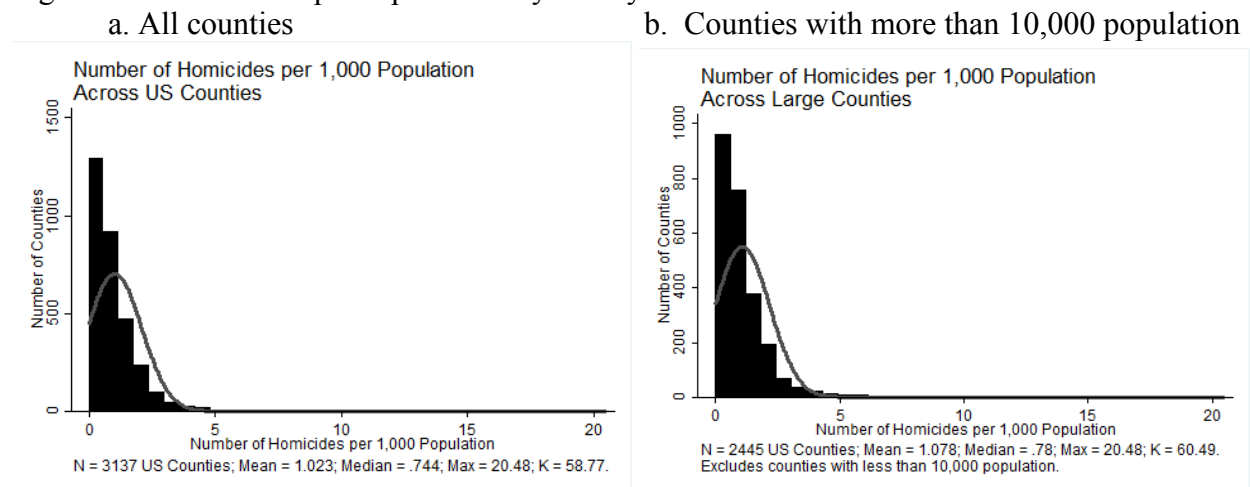 a. All counties
b. Counties with more than 10,000 population
Number of Homicides per 1,000 Population
Across US Counties
Number of Counties
1500
1000
500
0
0 5 10 15 20
Number of Homicides per 1,000 Population
N = 3137 US Counties; Mean = 1.023; Median = .744; Max = 20.48; K = 58.77.
Number of Homicides per 1,000 Population
Across Large Counties
Number of Counties
1000
800
600
400
200
0
0 5 10 15 20
Number of Homicides per 1,000 Population
N = 2445 US Counties; Mean = 1.078; Median = .78; Max = 20.48; K = 60.49.
Excludes counties with less than 10,000 population.